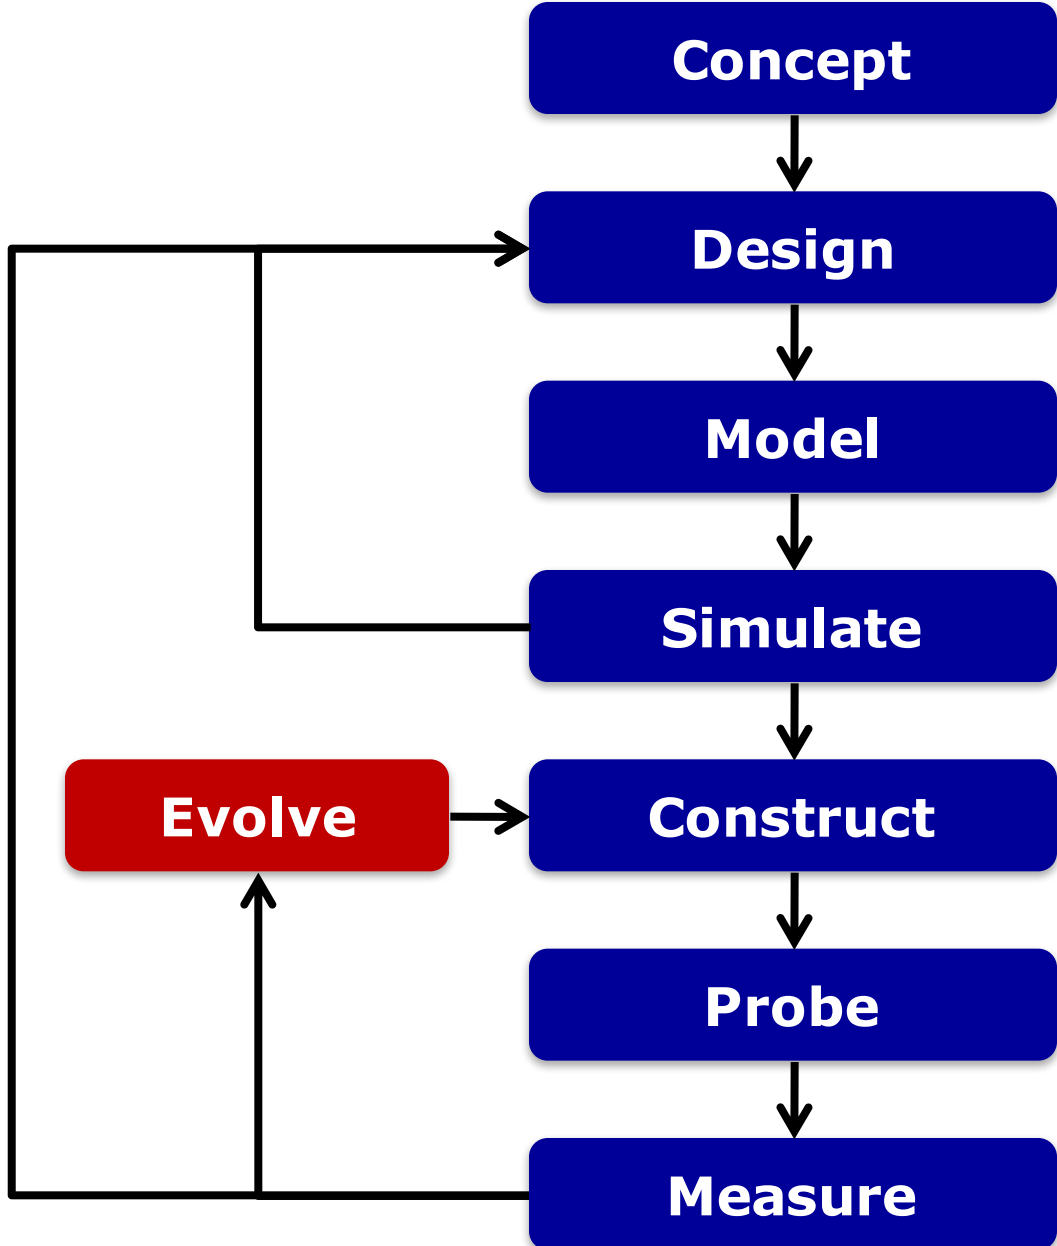 Concept
Design
Model
Simulate
Evolve
Construct
Probe
Measure